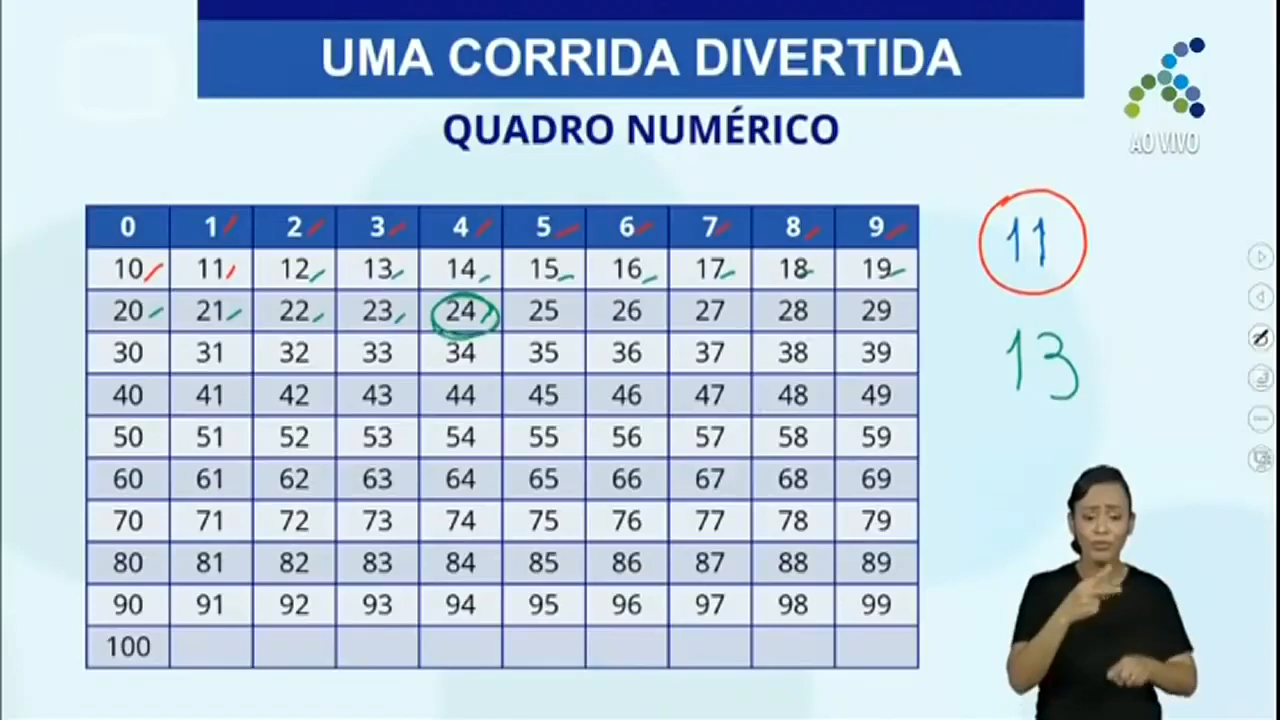 UMA CORRIDA DIVERTIDA
AO VIVO
QUADRO NUMÉRICO
0 1 2 3 4 5 6 7 8 9
10 11 12 13 14 15 16 17 18 19
20 21 22 23 24 25 26 27 28 29
30 31 32 33 34 35 36 37 38 39
40 41 42 43 44 45 46 47 48 49
50 51 52 53 54 55 56 57 58 59
60 61 62 63 64 65 66 67 68 69
70 71 72 73 74 75 76 77 78 79
80 81 82 83 84 85 86 87 88 89
90 91 92 93 94 95 96 97 98 99
100
11
13